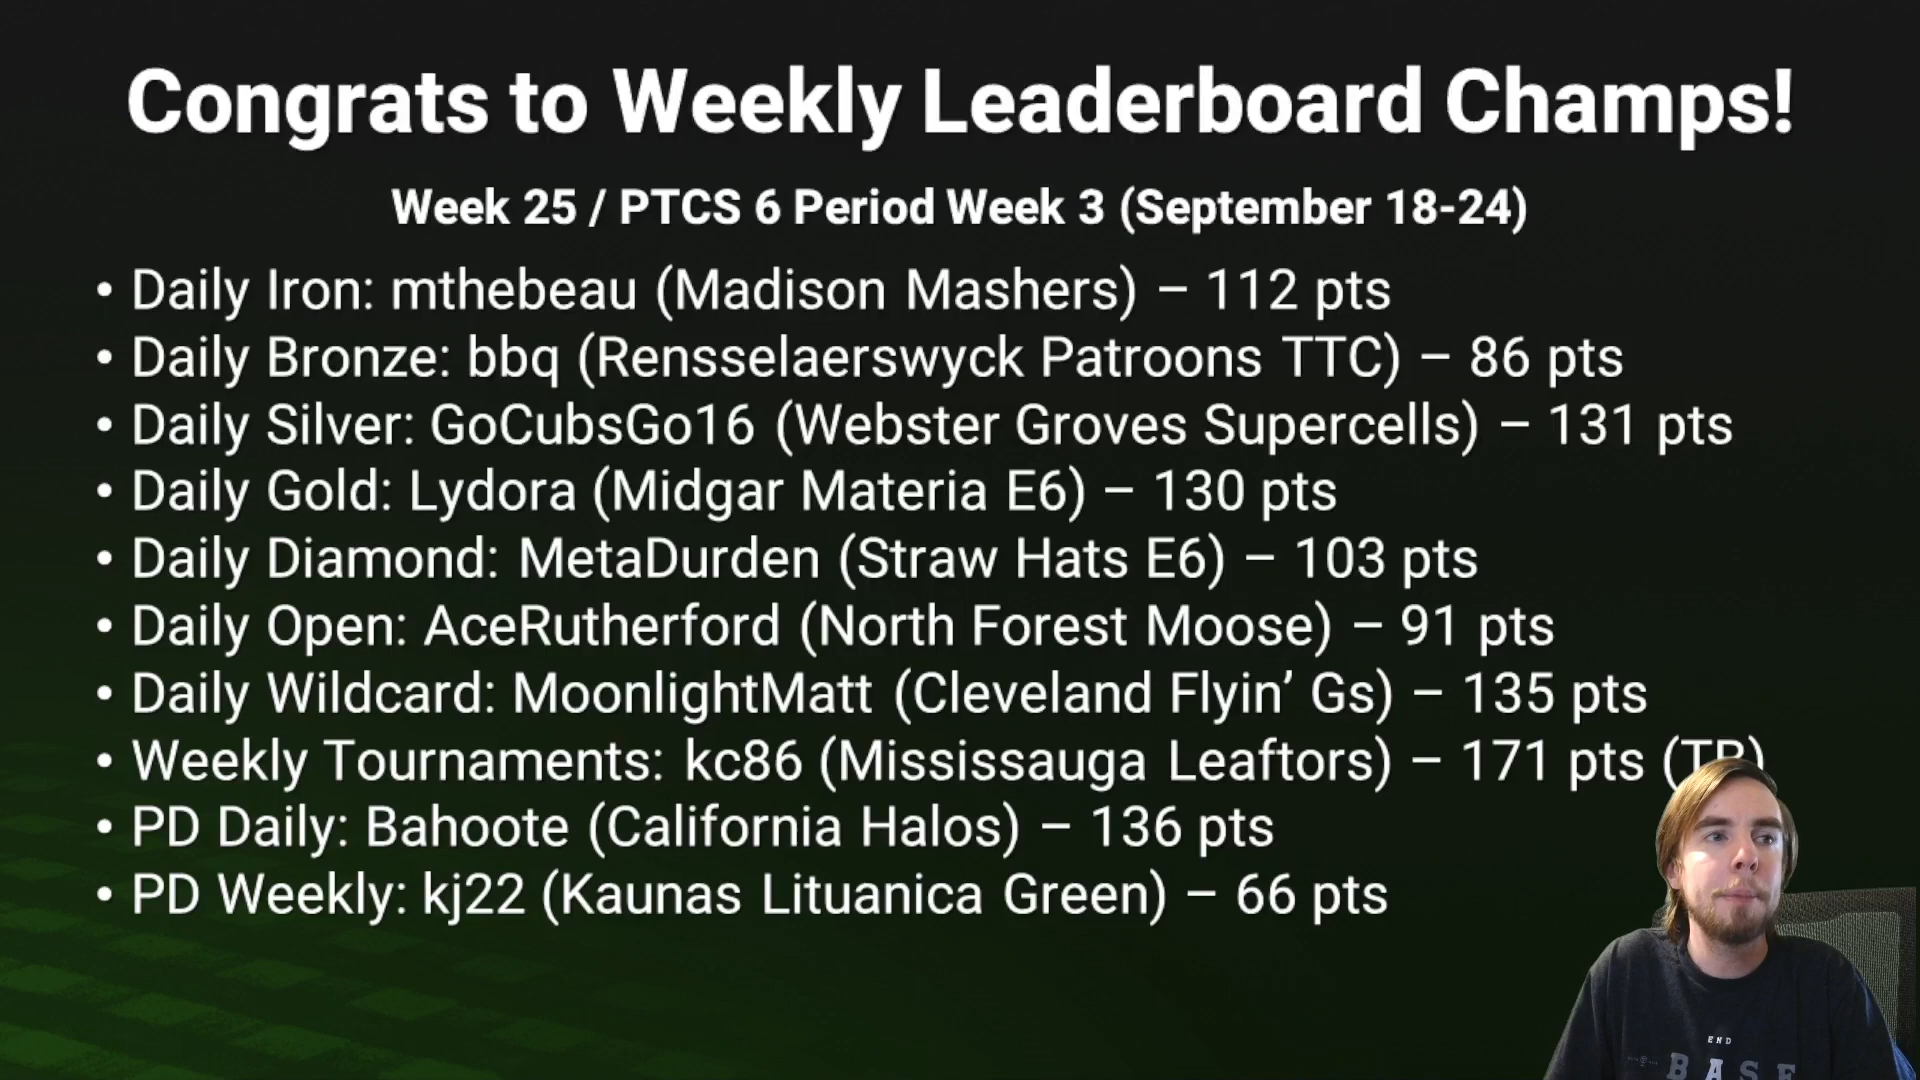 Congrats to Weekly Leaderboard Champs!
Week 25 / PTCS 6 Period Week 3 (September 18-24)
• Daily Iron: mthebeau (Madison Mashers) – 112 pts
• Daily Bronze: bbq (Rensselaerswyck Patroons TTC) – 86 pts
• Daily Silver: GoCubsGo16 (Webster Groves Supercells) – 131 pts
• Daily Gold: Lydora (Midgar Materia E6) – 130 pts
• Daily Diamond: MetaDurden (Straw Hats E6) – 103 pts
• Daily Open: AceRutherford (North Forest Moose) – 91 pts
• Daily Wildcard: MoonlightMatt (Cleveland Flyin’ Gs) – 135 pts
• Weekly Tournaments: kc86 (Mississauga Leaftors) – 171 pts (TB)
• PD Daily: Bahoote (California Halos) – 136 pts
• PD Weekly: kj22 (Kaunas Lituanica Green) – 66 pts
END
BASE